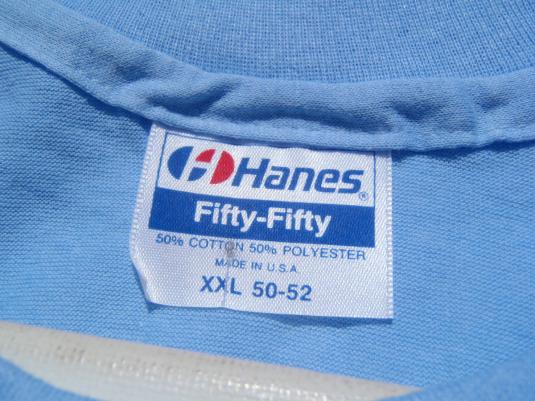 Hanes®
Fifty-Fifty
50% COTTON 50% POLYESTER
MADE IN U.S.A.
XXL 50-52